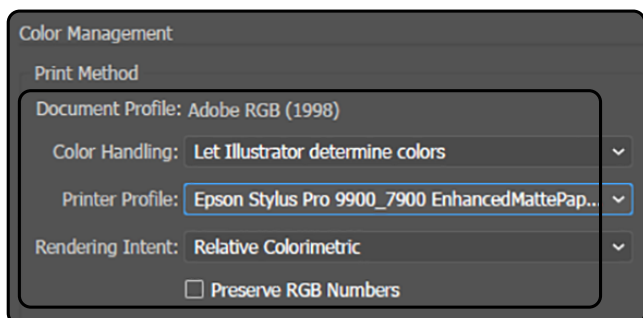 Color Management
Print Method
Document Profile: Adobe RGB (1998)
Color Handling: Let Illustrator determine colors
Printer Profile: Epson Stylus Pro 9900_7900 EnhancedMattePap...
Rendering Intent: Relative Colorimetric
Preserve RGB Numbers